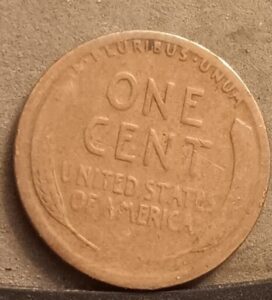 E PLURIBUS·UNUM
ONE
CENT
UNITED STATES
OF AMERICA